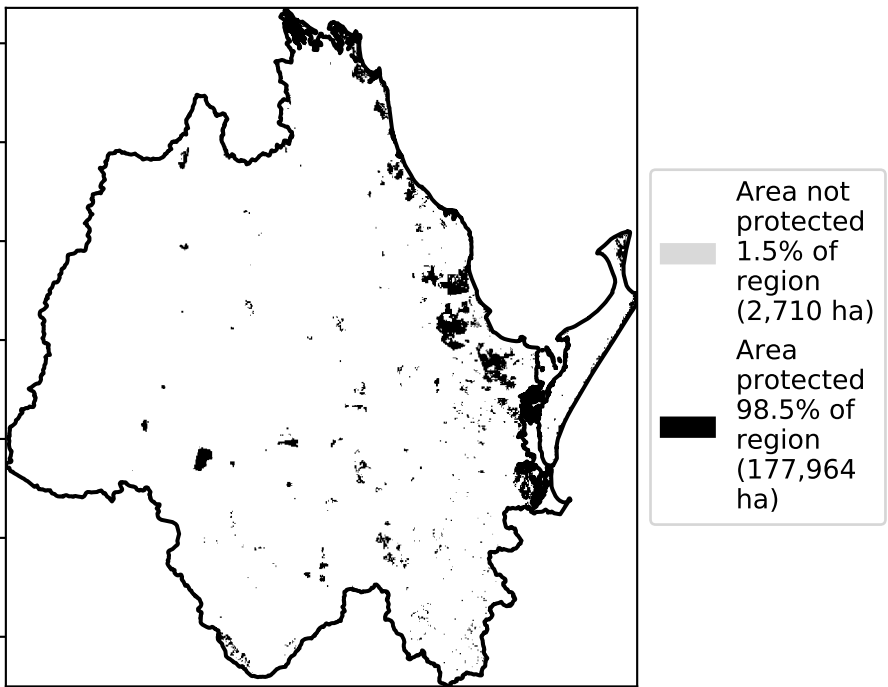 Area not
protected
1.5% of
region
(2,710 ha)
Area
protected
98.5% of
region
(177,964
ha)